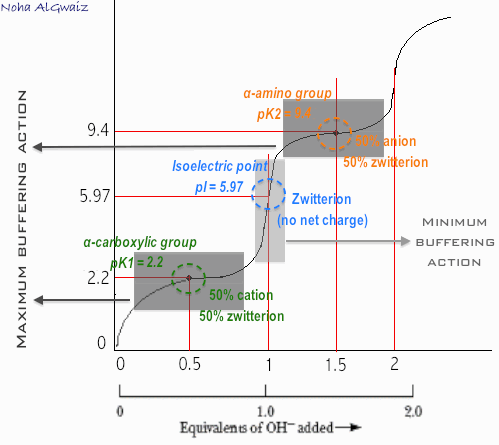 Noha AlGwaiz
MAXIMUM BUFFERING ACTION
α-amino group
pK2 = 9.4
9.4
50% anion
50% zwitterion
Isoelectric point
pI = 5.97
5.97
Zwitterion
(no net charge)
MINIMUM
BUFFERING
ACTION
α-carboxylic group
pK1 = 2.2
2.2
50% cation
50% zwitterion
0
0 0.5 1 1.5 2
0 1.0 2.0
Equivalents of OH⁻ added